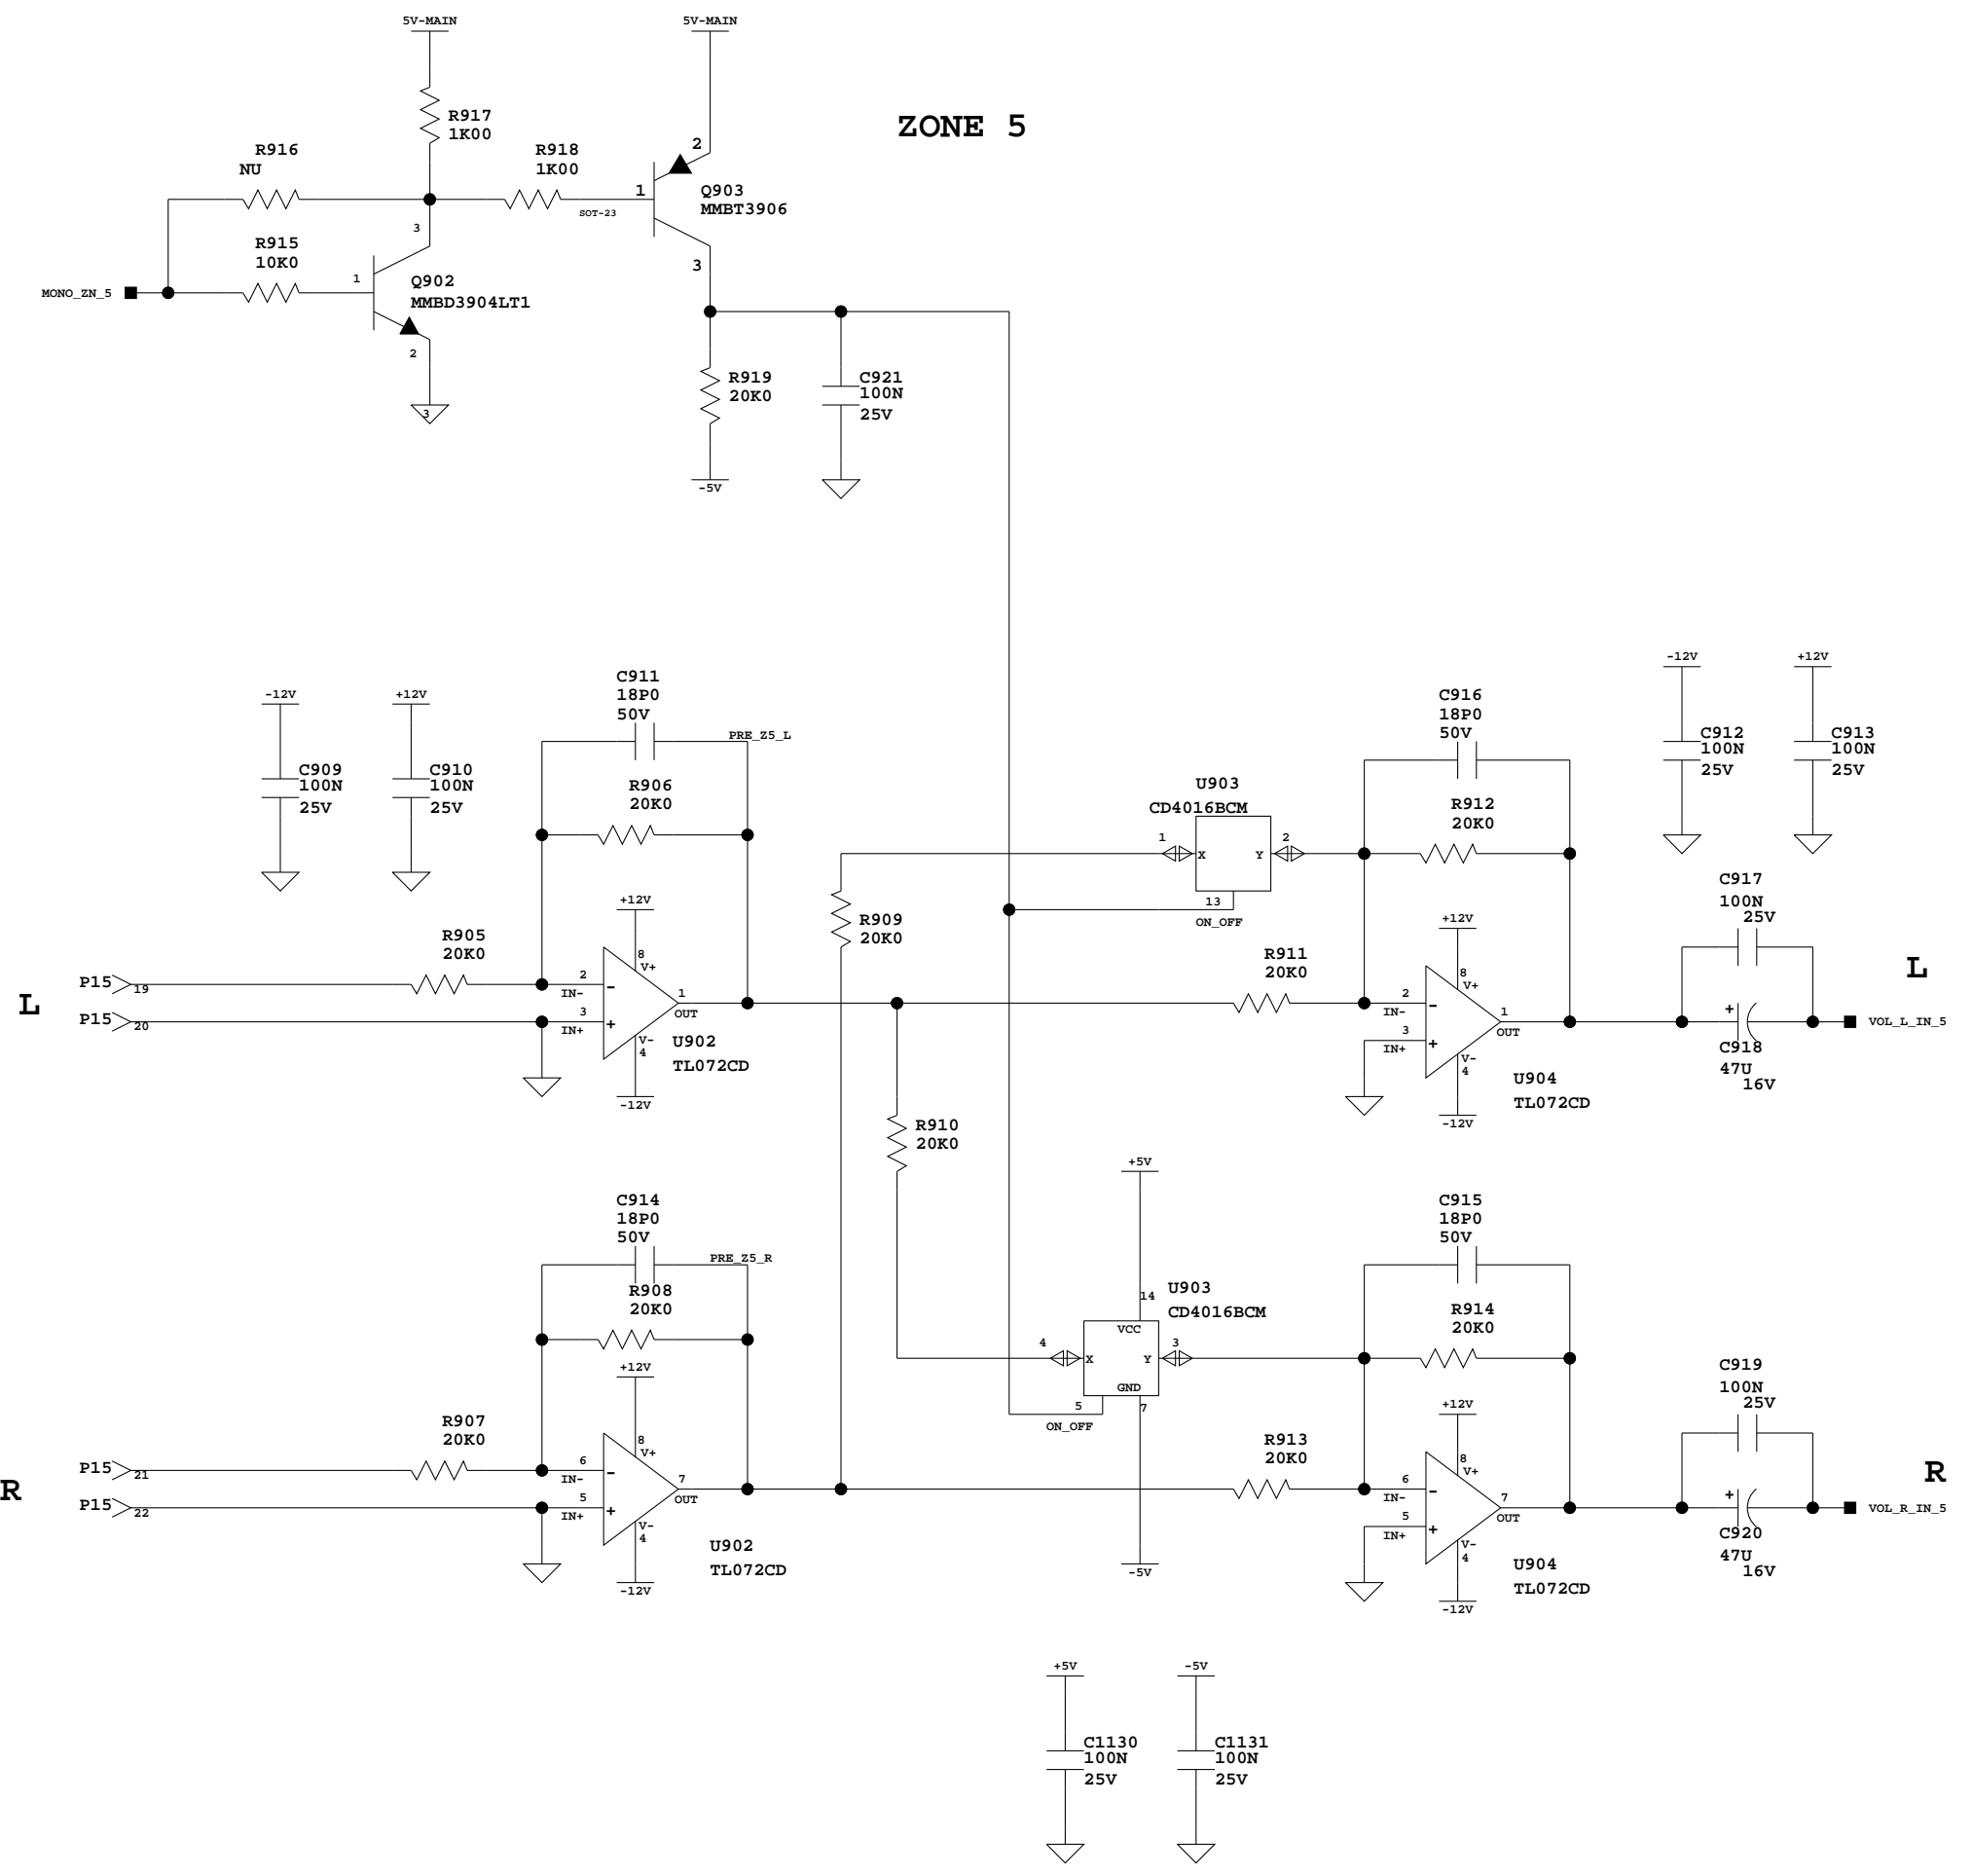 5V-MAIN
5V-MAIN
ZONE 5
R917
1K00
R916
NU
R918
1K00
2
1
SOT-23
Q903
MMBT3906
3
R915
10K0
3
1
Q902
MMBD3904LT1
MONO_ZN_5
2
3
R919
20K0
C921
100N
25V
-5V
-12V
+12V
C909
100N
25V
C910
100N
25V
C911
18P0
50V
PRE_Z5_L
R906
20K0
U903
CD4016BCM
1
X
Y
2
13
ON_OFF
C916
18P0
50V
R912
20K0
-12V
+12V
C912
100N
25V
C913
100N
25V
C917
100N
25V
L
R905
20K0
P15
19
P15
20
L
+12V
8
V+
2
IN-
-
3
IN+
+
1
OUT
V-
4
-12V
U902
TL072CD
R909
20K0
R911
20K0
+12V
8
V+
2
IN-
-
3
IN+
+
1
OUT
V-
4
-12V
U904
TL072CD
+
C918
47U
16V
VOL_L_IN_5
R910
20K0
+5V
C914
18P0
50V
PRE_Z5_R
R908
20K0
14
U903
CD4016BCM
VCC
4
X
Y
3
GND
5
7
ON_OFF
-5V
C915
18P0
50V
R914
20K0
C919
100N
25V
R
R907
20K0
P15
21
P15
22
R
+12V
8
V+
6
IN-
-
5
IN+
+
7
OUT
V-
4
-12V
U902
TL072CD
R913
20K0
+12V
8
V+
6
IN-
-
5
IN+
+
7
OUT
V-
4
-12V
U904
TL072CD
+
C920
47U
16V
VOL_R_IN_5
+5V
-5V
C1130
100N
25V
C1131
100N
25V